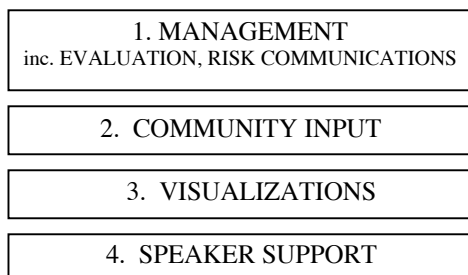 1. MANAGEMENT
inc. EVALUATION, RISK COMMUNICATIONS
2. COMMUNITY INPUT
3. VISUALIZATIONS
4. SPEAKER SUPPORT